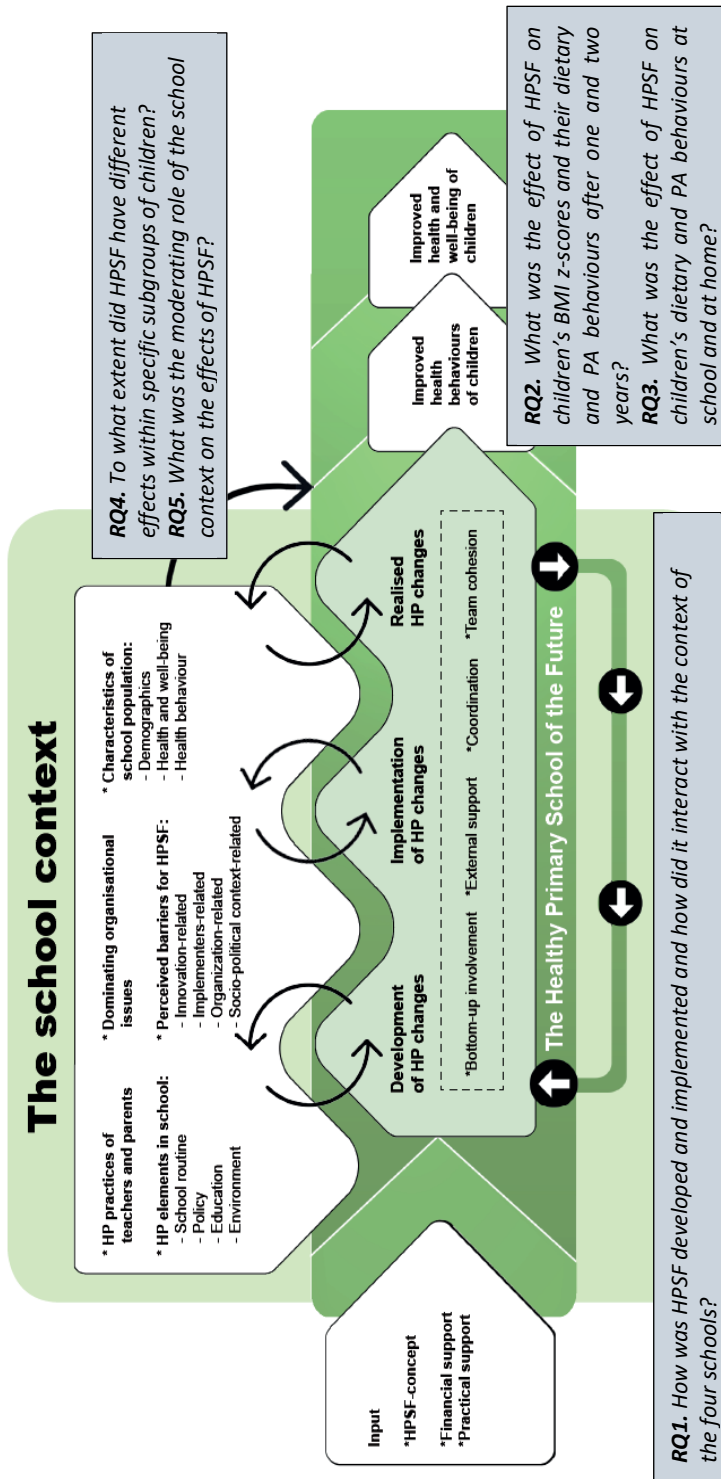 The school context
* HP practices of
teachers and parents
* HP elements in school:
- School routine
- Policy
- Education
- Environment
* Dominating organisational
issues
* Perceived barriers for HPSF:
- Innovation-related
- Implementers-related
- Organization-related
- Socio-political context-related
* Characteristics of
school population:
- Demographics
- Health and well-being
- Health behaviour
RQ4. To what extent did HPSF have different
effects within specific subgroups of children?
RQ5. What was the moderating role of the school
context on the effects of HPSF?
Input
*HPSF-concept
*Financial support
*Practical support
Development
of HP changes
Implementation
of HP changes
Realised
HP changes
*Bottom-up involvement
*External support
*Coordination
*Team cohesion
The Healthy Primary School of the Future
Improved
health
behaviours
of children
Improved
health and
well-being of
children
RQ1. How was HPSF developed and implemented and how did it interact with the context of
the four schools?
RQ2. What was the effect of HPSF on
children's BMI z-scores and their dietary
and PA behaviours after one and two
years?
RQ3. What was the effect of HPSF on
children's dietary and PA behaviours at
school and at home?